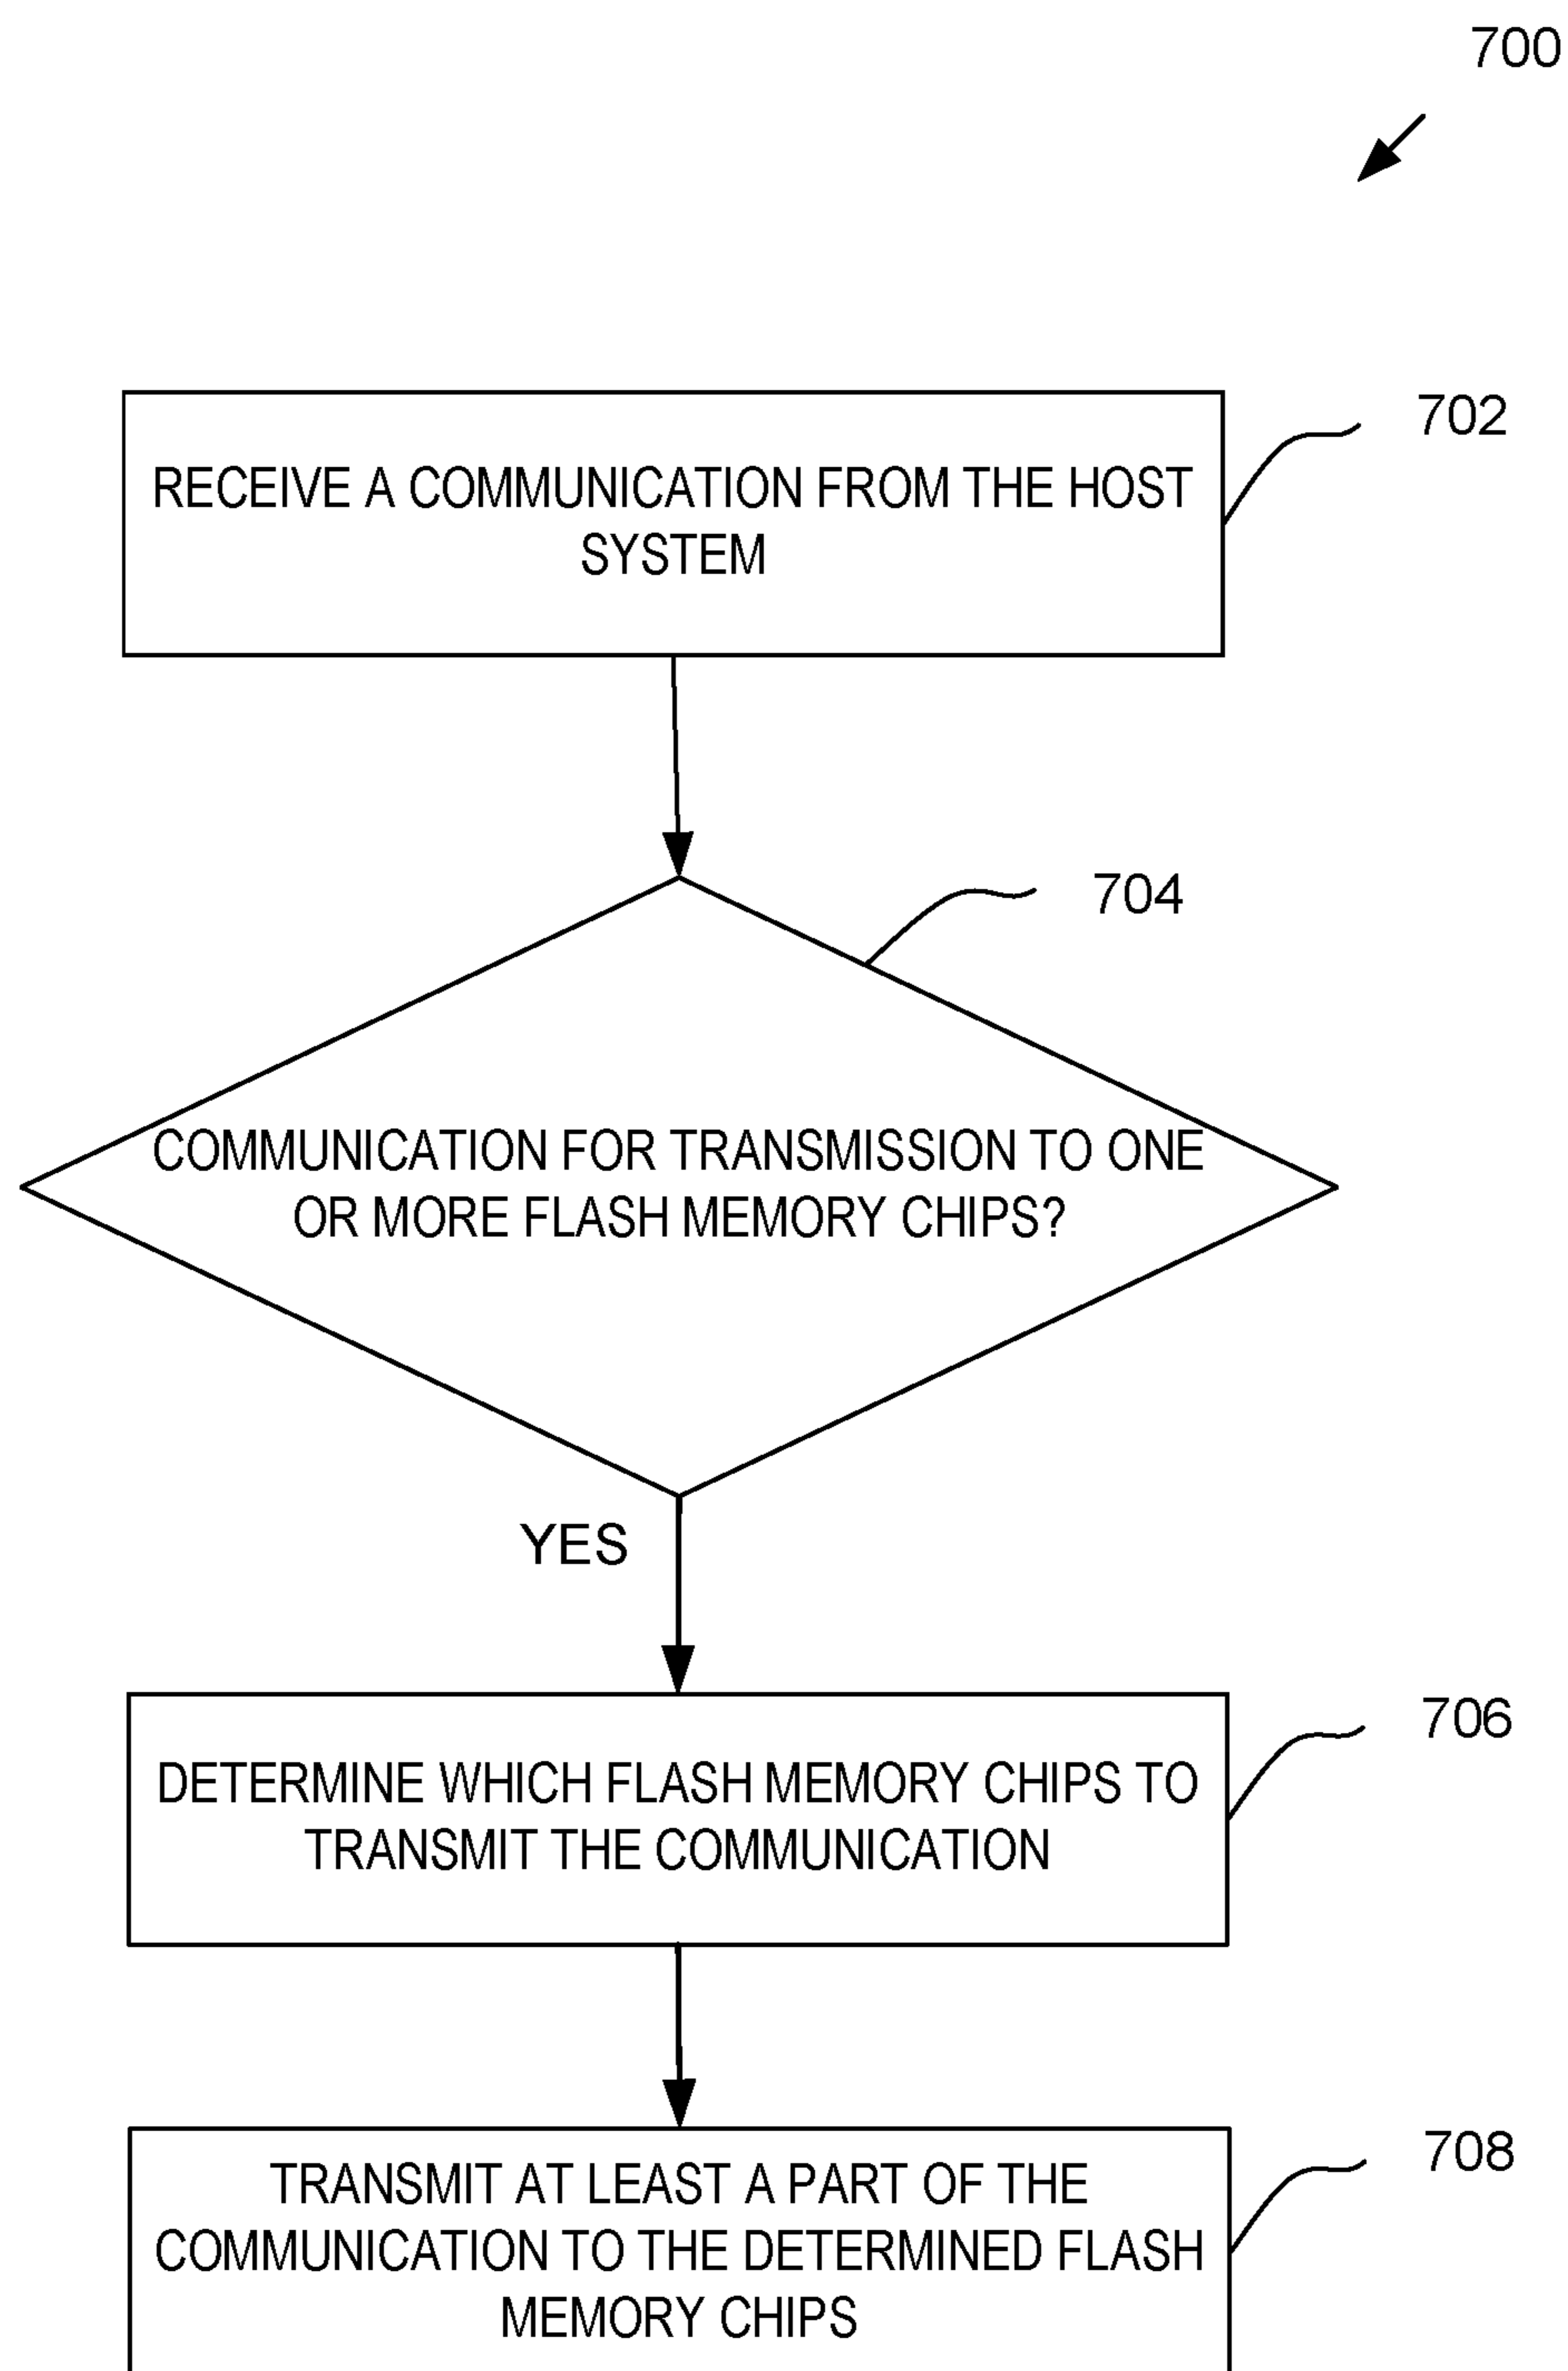 700
RECEIVE A COMMUNICATION FROM THE HOST
SYSTEM
702
704
COMMUNICATION FOR TRANSMISSION TO ONE
OR MORE FLASH MEMORY CHIPS?
YES
DETERMINE WHICH FLASH MEMORY CHIPS TO
TRANSMIT THE COMMUNICATION
706
TRANSMIT AT LEAST A PART OF THE
COMMUNICATION TO THE DETERMINED FLASH
MEMORY CHIPS
708